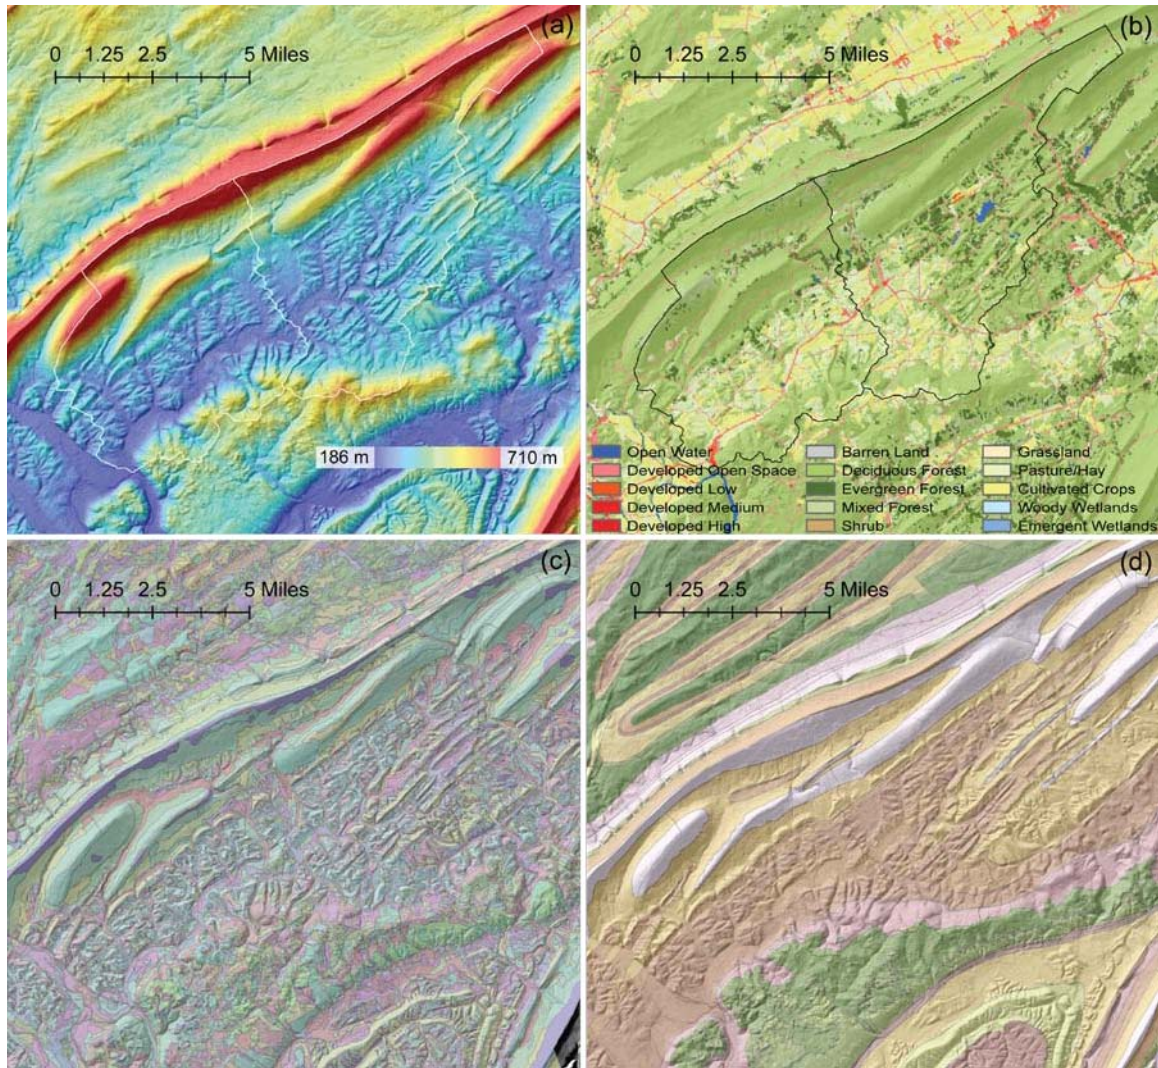 (a)
0 1.25 2.5 5 Miles
186 m 710 m
(b)
0 1.25 2.5 5 Miles
Open Water
Developed Open Space
Developed Low
Developed Medium
Developed High
Barren Land
Deciduous Forest
Evergreen Forest
Mixed Forest
Shrub
Grassland
Pasture/Hay
Cultivated Crops
Woody Wetlands
Emergent Wetlands
(c)
0 1.25 2.5 5 Miles
(d)
0 1.25 2.5 5 Miles